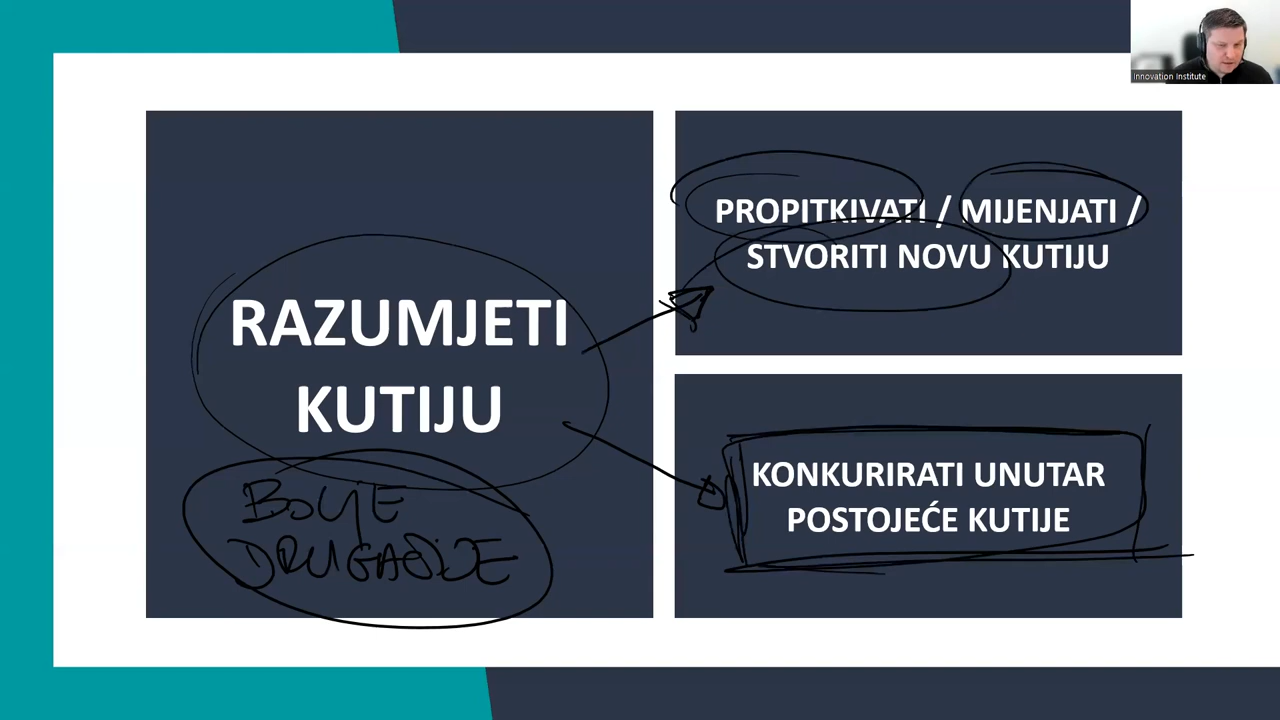 Innovation Institute
RAZUMJETI
KUTIJU
BOLJE
DRUGAČIJE
PROPITKIVATI / MIJENJATI /
STVORITI NOVU KUTIJU
KONKURIRATI UNUTAR
POSTOJEĆE KUTIJE